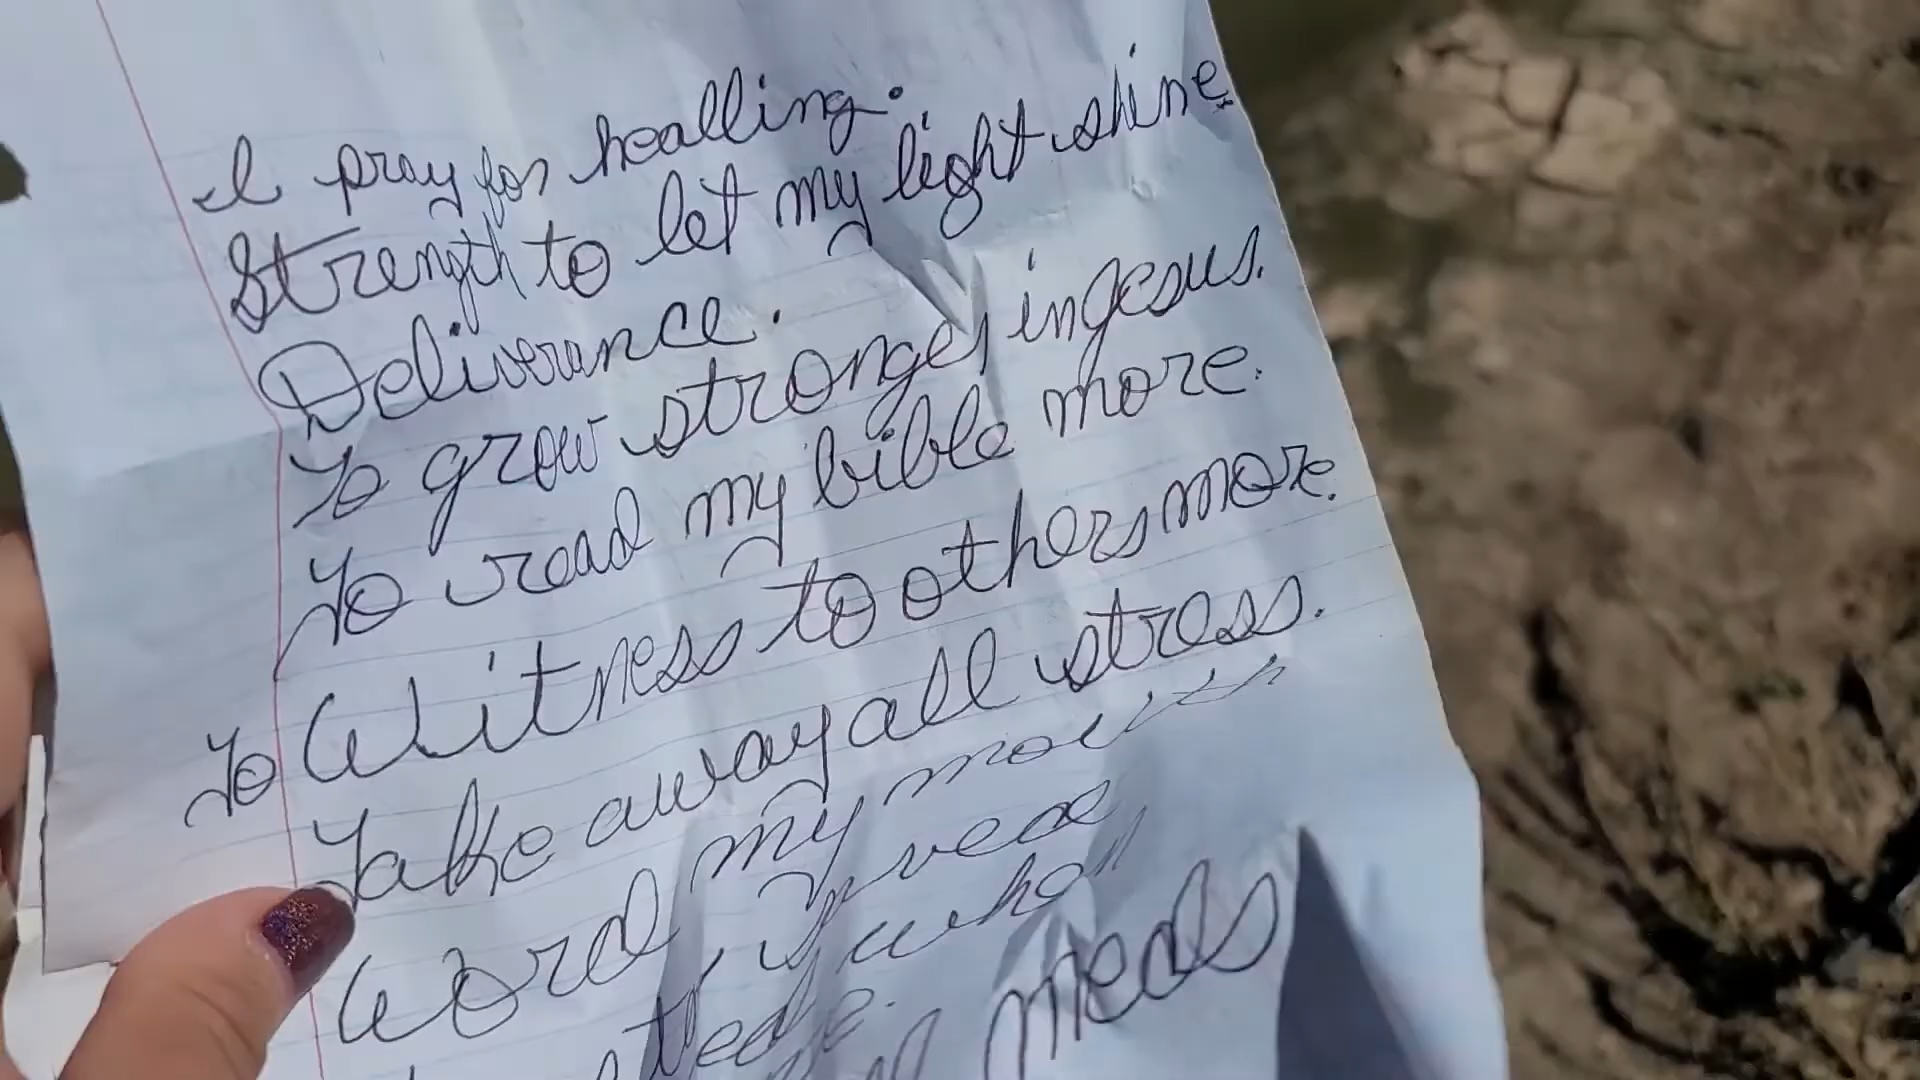 I pray for healling.
Strength to let my light shine.
Deliverance.
To grow stronger in Jesus.
To read my bible more.
To Witness to others more.
Take away all stress.
Word my mouth
meds